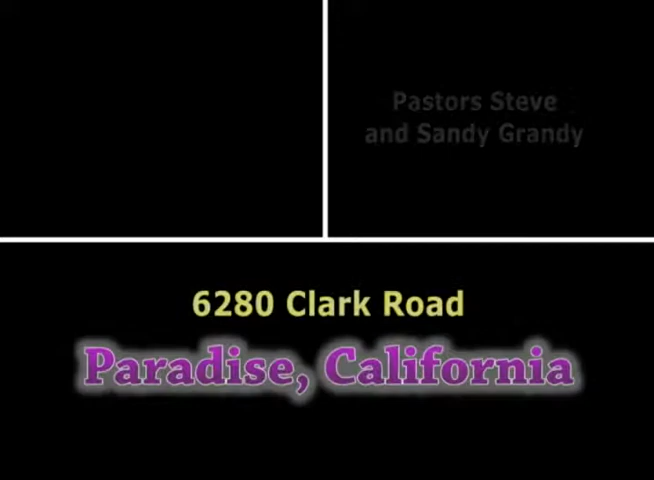 Pastors Steve
and Sandy Grandy
6280 Clark Road
Paradise, California